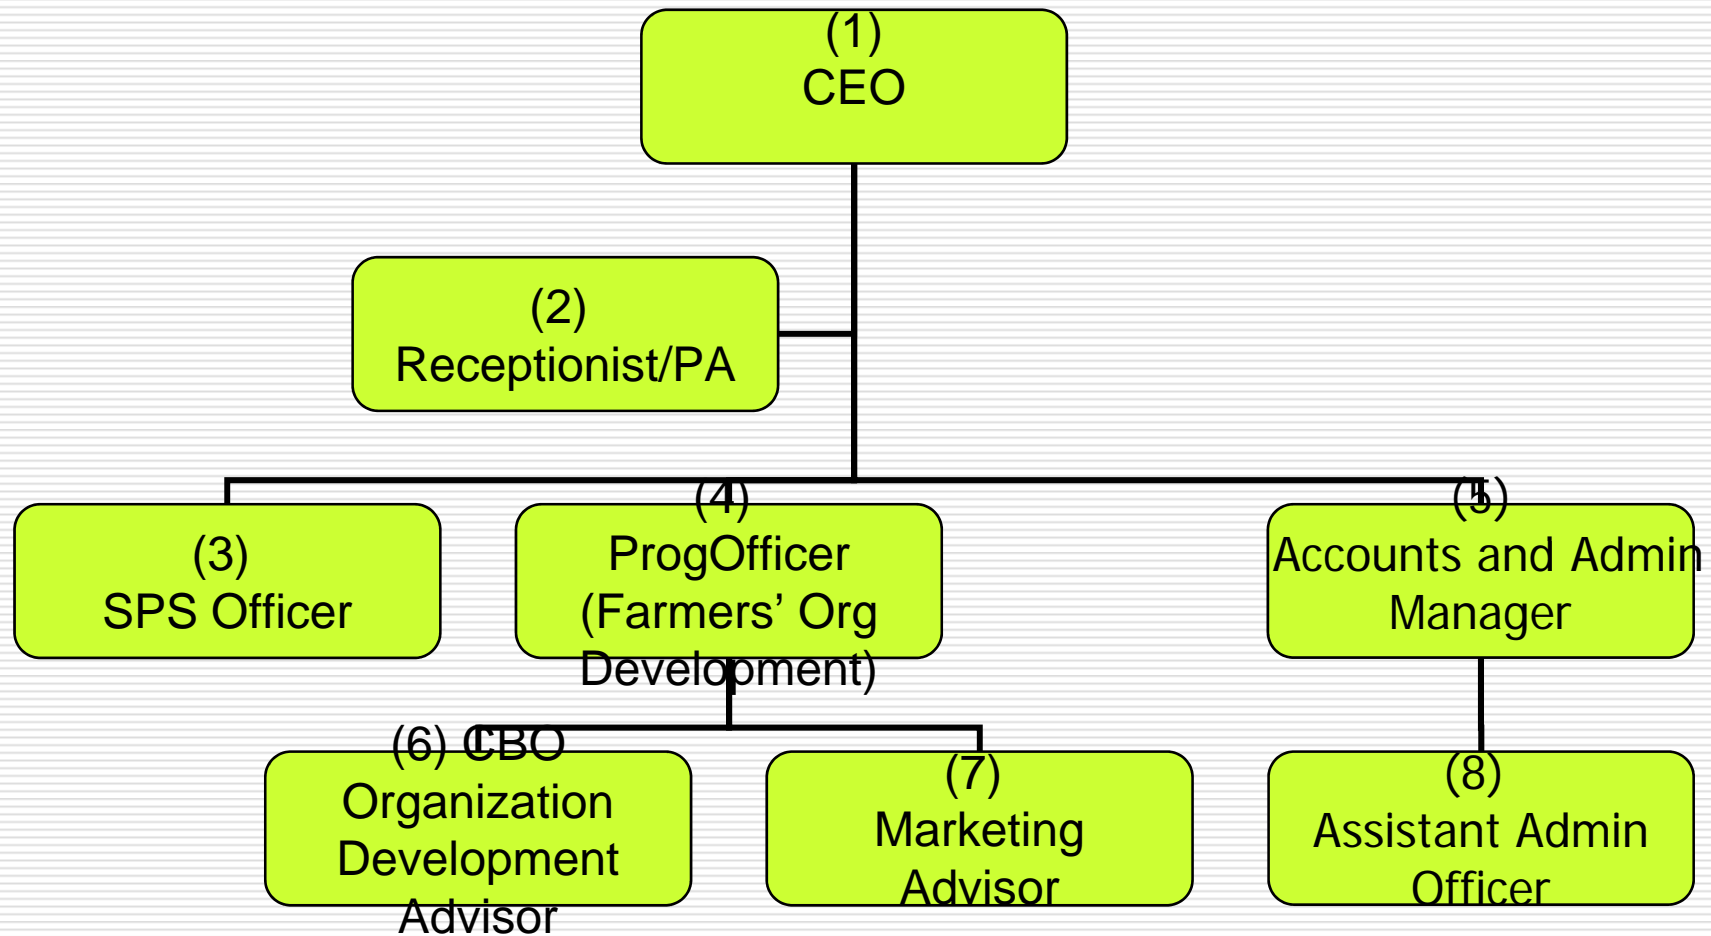 (1)
CEO
(2)
Receptionist/PA
(3)
SPS Officer
(4)
ProgOfficer
(Farmers’ Org
Development)
(5)
Accounts and Admin
Manager
(6) CBO
Organization
Development
Advisor
(7)
Marketing
Advisor
(8)
Assistant Admin
Officer